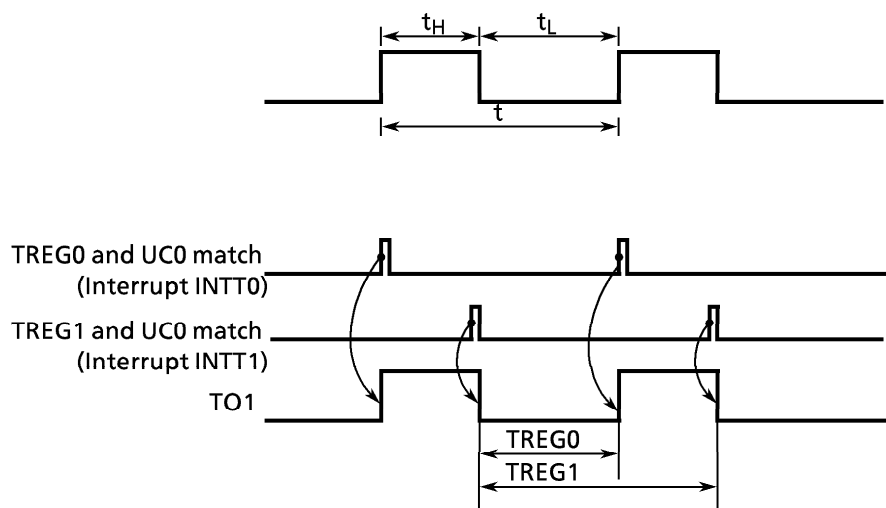 tH
tL
t
TREG0 and UC0 match
(Interrupt INTT0)
TREG1 and UC0 match
(Interrupt INTT1)
TO1
TREG0
TREG1